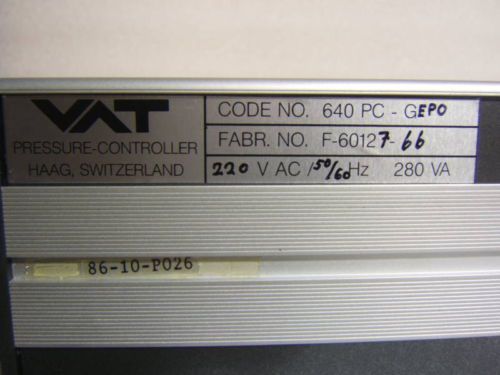 VAT
PRESSURE-CONTROLLER
HAAG, SWITZERLAND
CODE NO. 640 PC - GEPO
FABR. NO. F-60127-66
220 V AC / 50/60 Hz 280 VA
86-10-P026